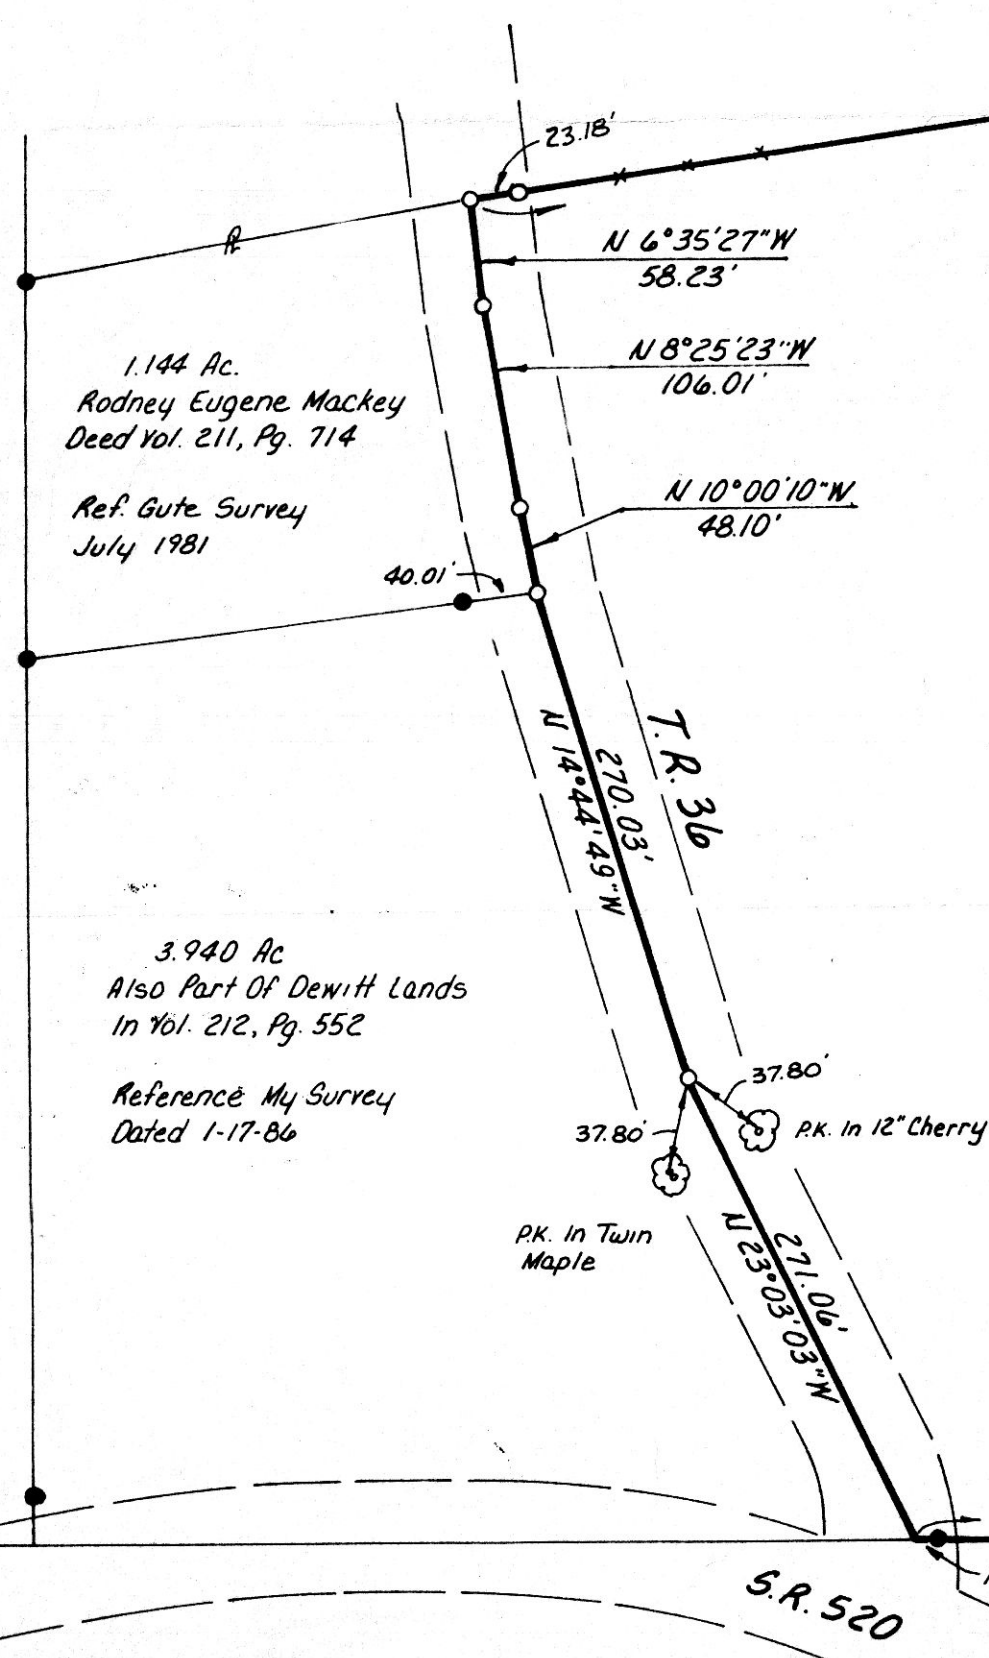 23.18'
N 6°35'27"W
58.23'
℄
N 8°25'23"W
106.01'
1.144 Ac.
Rodney Eugene Mackey
Deed Vol. 211, Pg. 714
Ref. Gute Survey
July 1981
N 10°00'10"W
48.10'
40.01'
T.R. 36
270.03'
N 14°44'49"W
3.940 Ac
Also Part Of Dewitt Lands
In Vol. 212, Pg. 552
Reference My Survey
Dated 1-17-86
37.80'
P.K. In 12" Cherry
37.80'
P.K. In Twin
Maple
271.06'
N 23°03'03"W
S.R. 520